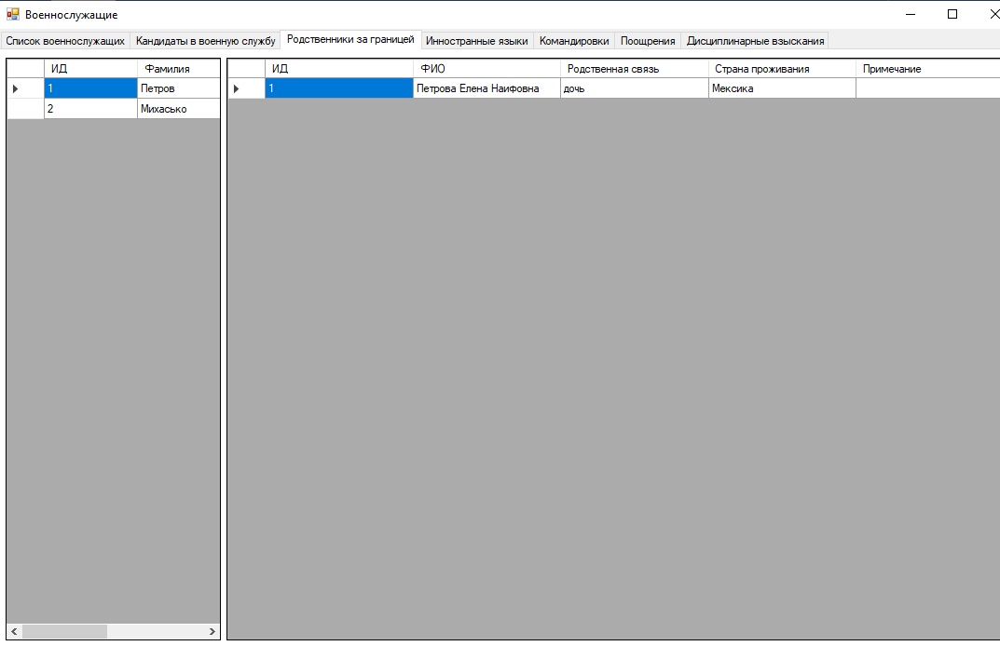 Военнослужащие
Список военнослужащих Кандидаты в военную службу Родственники за границей Инностранные языки Командировки Поощрения Дисциплинарные взыскания
ИД Фамилия
1 Петров
2 Михасько
ИД ФИО Родственная связь Страна проживания Примечание
1 Петрова Елена Наифовна дочь Мексика